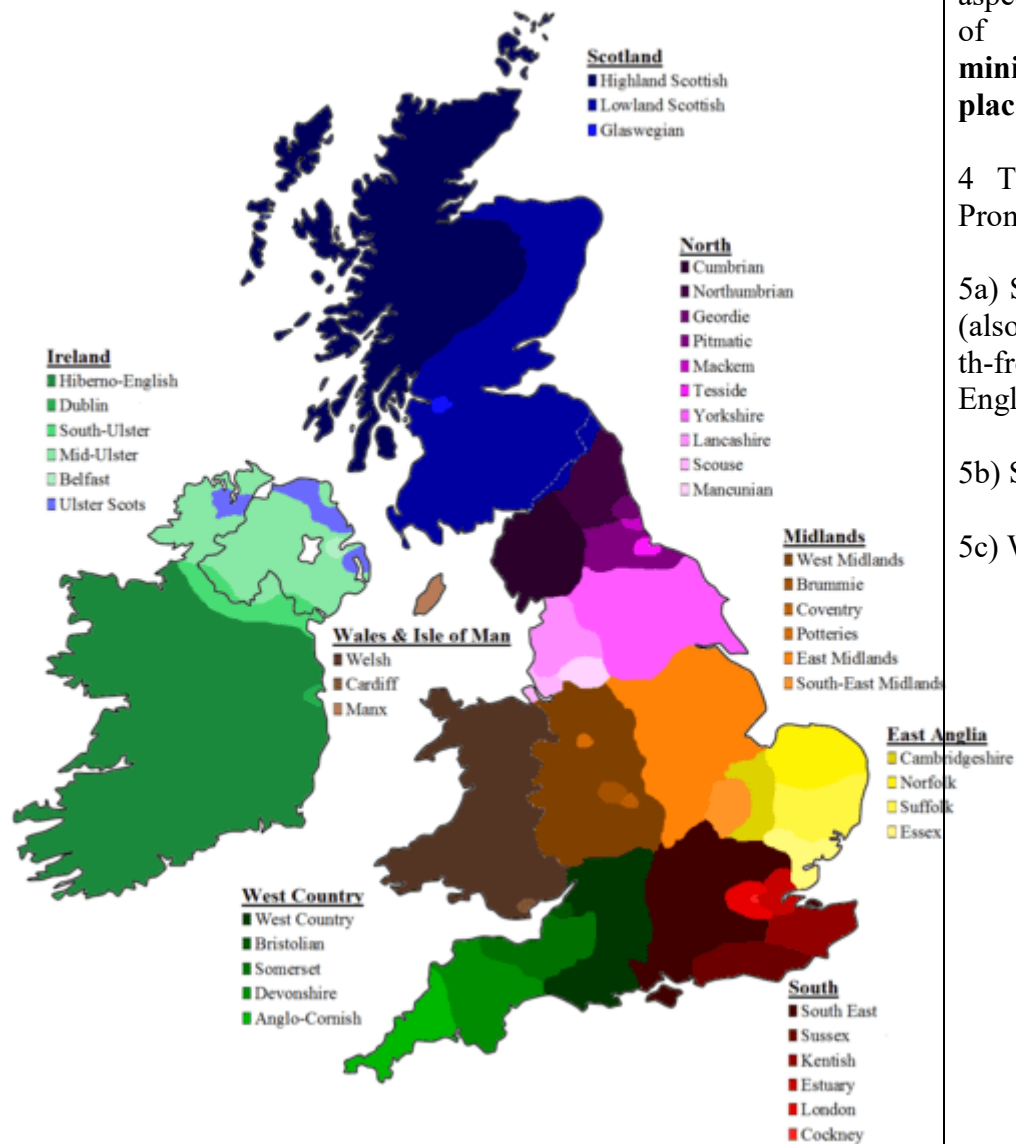 Scotland
Highland Scottish
Lowland Scottish
Glaswegian
North
Cumbrian
Northumbrian
Geordie
Pitmatic
Mackem
Tesside
Yorkshire
Lancashire
Scouse
Mancunian
Ireland
Hiberno-English
Dublin
South-Ulster
Mid-Ulster
Belfast
Ulster Scots
Midlands
West Midlands
Brummie
Coventry
Potteries
East Midlands
South-East Midlands
Wales & Isle of Man
Welsh
Cardiff
Manx
East Anglia
Cambridgeshire
Norfolk
Suffolk
Essex
West Country
West Country
Bristolian
Somerset
Devonshire
Anglo-Cornish
South
South East
Sussex
Kentish
Estuary
London
Cockney
of
mini
plac
4 T
Pron
5a) S
(also
th-fro
Engl
5b) S
5c)